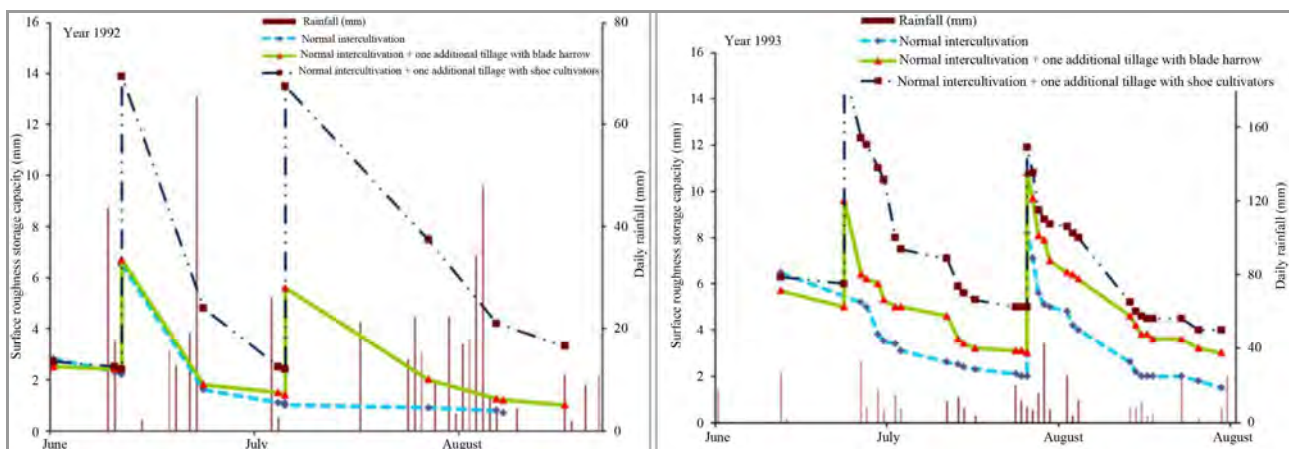 Year 1992
Rainfall (mm)
Normal intercultivation
Normal intercultivation + one additional tillage with blade harrow
Normal intercultivation + one additional tillage with shoe cultivators
Surface roughness storage capacity (mm)
16
14
12
10
8
6
4
2
0
80
60
40
20
0
Daily rainfall (mm)
June
July
August
Year 1993
Rainfall (mm)
Normal intercultivation
Normal intercultivation + one additional tillage with blade harrow
Normal intercultivation + one additional tillage with shoe cultivators
Surface roughness storage capacity (mm)
16
14
12
10
8
6
4
2
0
160
120
80
40
0
Daily rainfall (mm)
June
July
August
August